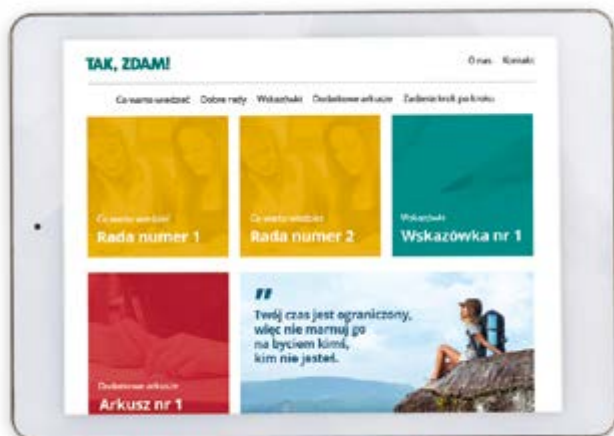 TAK, ZDAM!
O nas Kontakt
Co warto wiedzieć Dobre rady Wskazówki Dodatkowe arkusze Zadania krok po kroku
Co warto wiedzieć
Rada numer 1
Co warto wiedzieć
Rada numer 2
Wskazówki
Wskazówka nr 1
Dodatkowe arkusze
Arkusz nr 1
"
Twój czas jest ograniczony,
więc nie marnuj go
na byciem kimś,
kim nie jesteś.